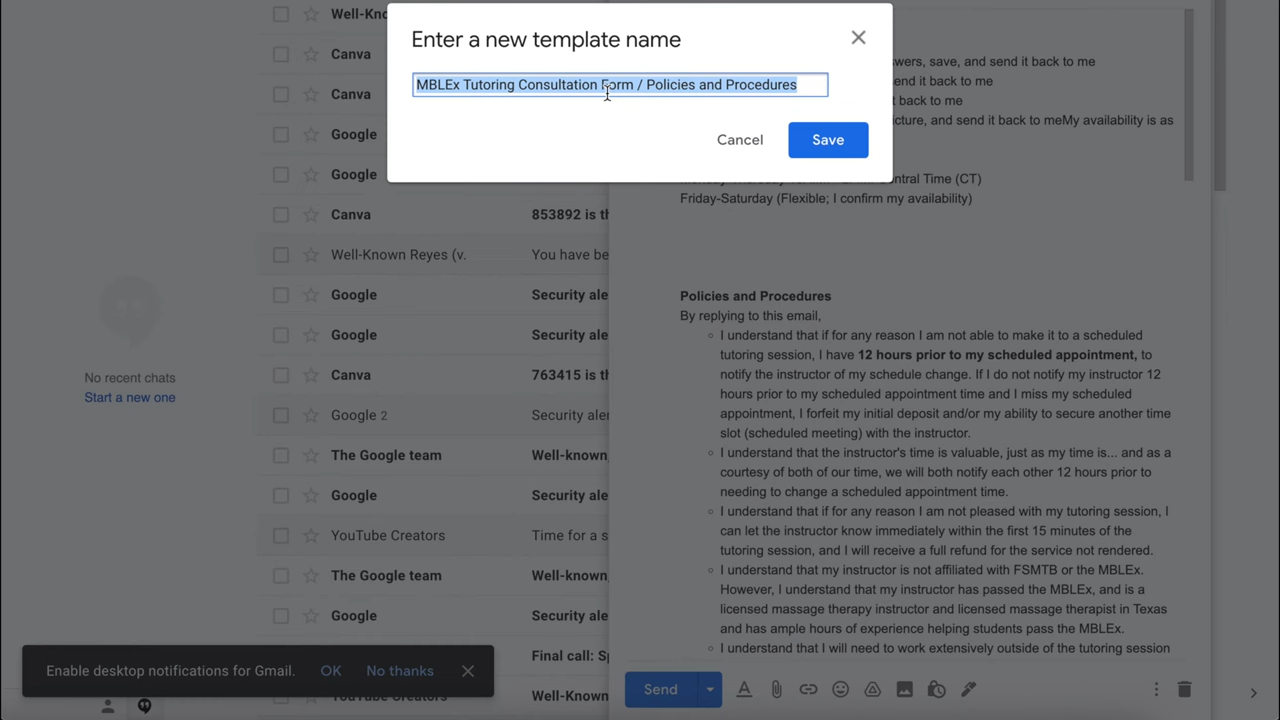 Enter a new template name
MBLEx Tutoring Consultation Form / Policies and Procedures
Cancel
Save
Well-Kno
Canva
Canva
Google
Google
Canva 853892 is th
Well-Known Reyes (v. You have be
Google Security ale
Google Security ale
Canva 763415 is th
Google 2 Security aler
The Google team Well-known,
Google Security ale
YouTube Creators Time for a s
The Google team Well-known,
Google Security ale
Final call: Sp
YouTube Creators Well-Known
No recent chats
Start a new one
Enable desktop notifications for Gmail. OK No thanks
wers, save, and send it back to me
end it back to me
t back to me
cture, and send it back to meMy availability is as
ntral Time (CT)
Friday-Saturday (Flexible; I confirm my availability)
Policies and Procedures
By replying to this email,
I understand that if for any reason I am not able to make it to a scheduled
tutoring session, I have 12 hours prior to my scheduled appointment, to
notify the instructor of my schedule change. If I do not notify my instructor 12
hours prior to my scheduled appointment time and I miss my scheduled
appointment, I forfeit my initial deposit and/or my ability to secure another time
slot (scheduled meeting) with the instructor.
I understand that the instructor's time is valuable, just as my time is... and as a
courtesy of both of our time, we will both notify each other 12 hours prior to
needing to change a scheduled appointment time.
I understand that if for any reason I am not pleased with my tutoring session, I
can let the instructor know immediately within the first 15 minutes of the
tutoring session, and I will receive a full refund for the service not rendered.
I understand that my instructor is not affiliated with FSMTB or the MBLEx.
However, I understand that my instructor has passed the MBLEx, and is a
licensed massage therapy instructor and licensed massage therapist in Texas
and has ample hours of experience helping students pass the MBLEx.
I understand that I will need to work extensively outside of the tutoring session
Send